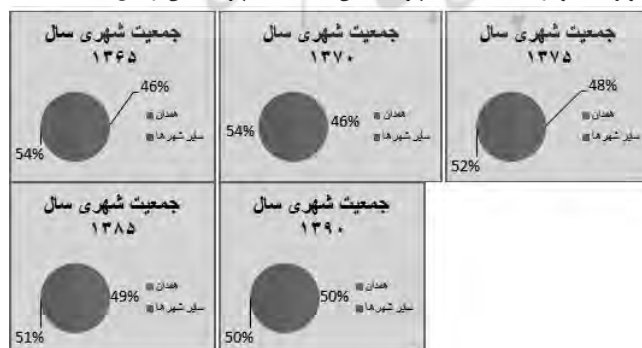 جمعیت شهری سال
۱۳۶۵
46%
54%
همدان
سایر شهرها
جمعیت شهری سال
۱۳۷۰
46%
54%
همدان
سایر شهرها
جمعیت شهری سال
۱۳۷۵
48%
52%
همدان
سایر شهرها
جمعیت شهری سال
۱۳۸۵
49%
51%
همدان
سایر شهرها
جمعیت شهری سال
۱۳۹۰
50%
50%
همدان
سایر شهرها